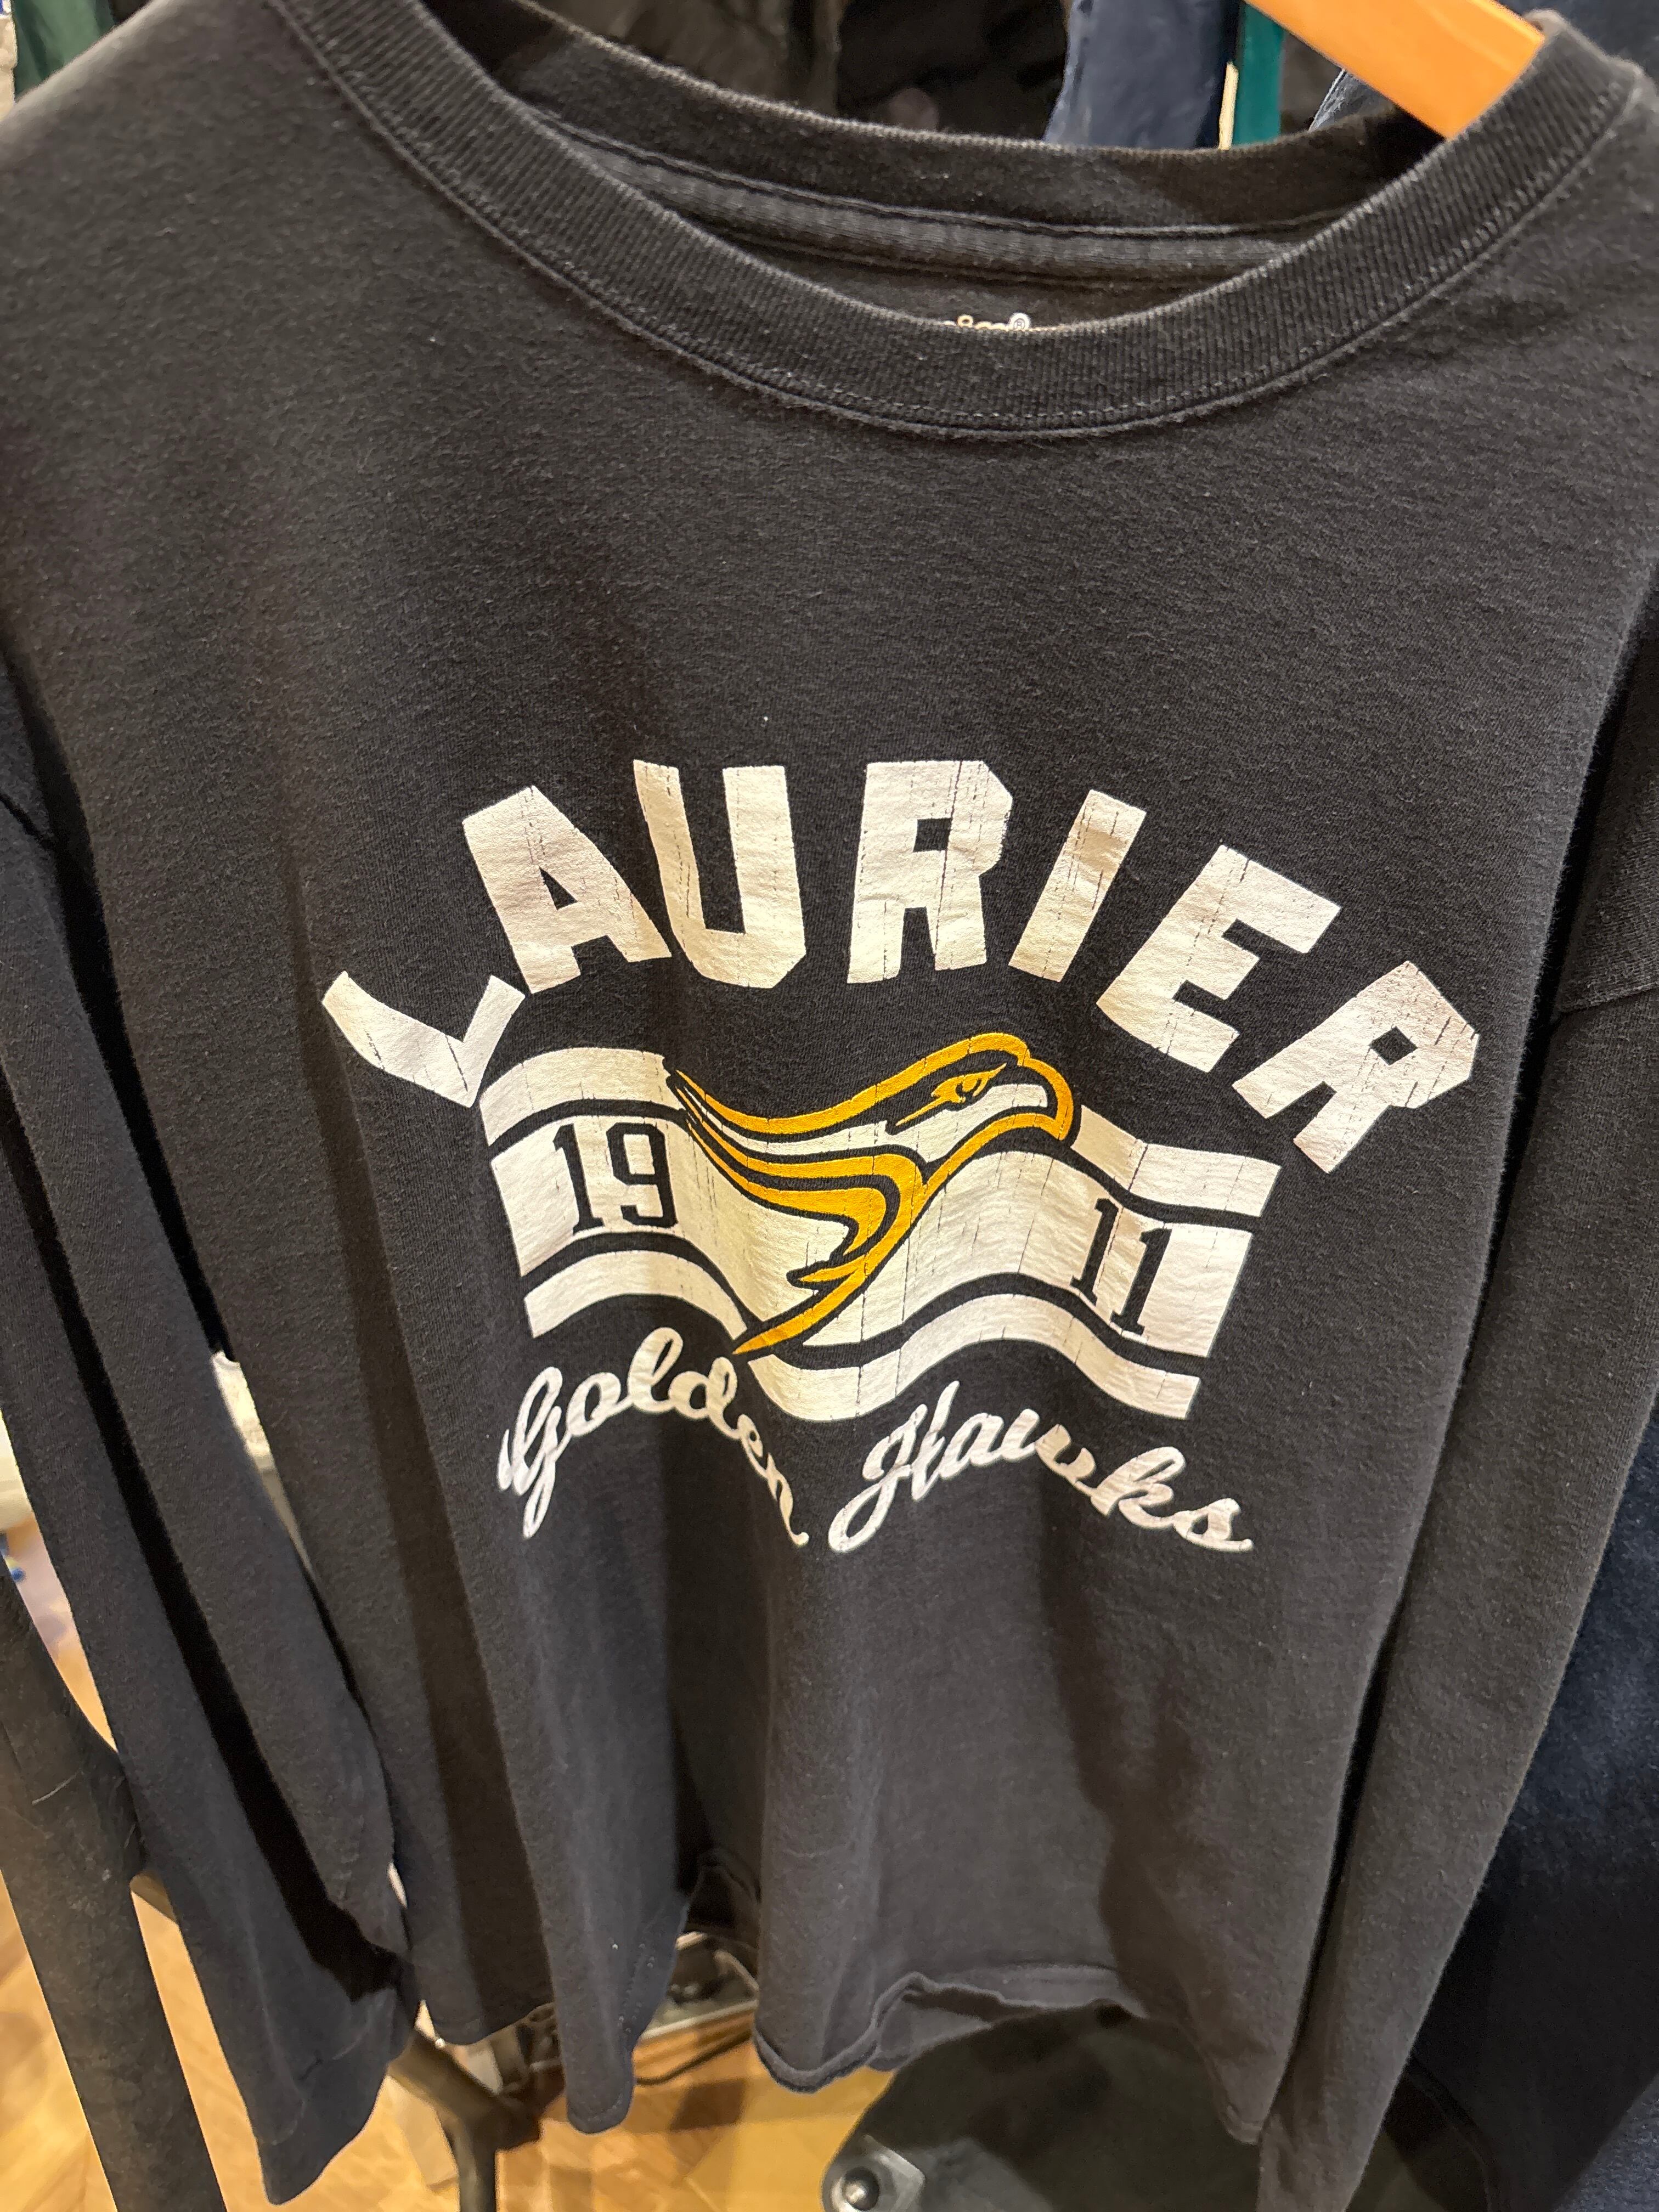 LAURIER
19 11
Golden Hawks